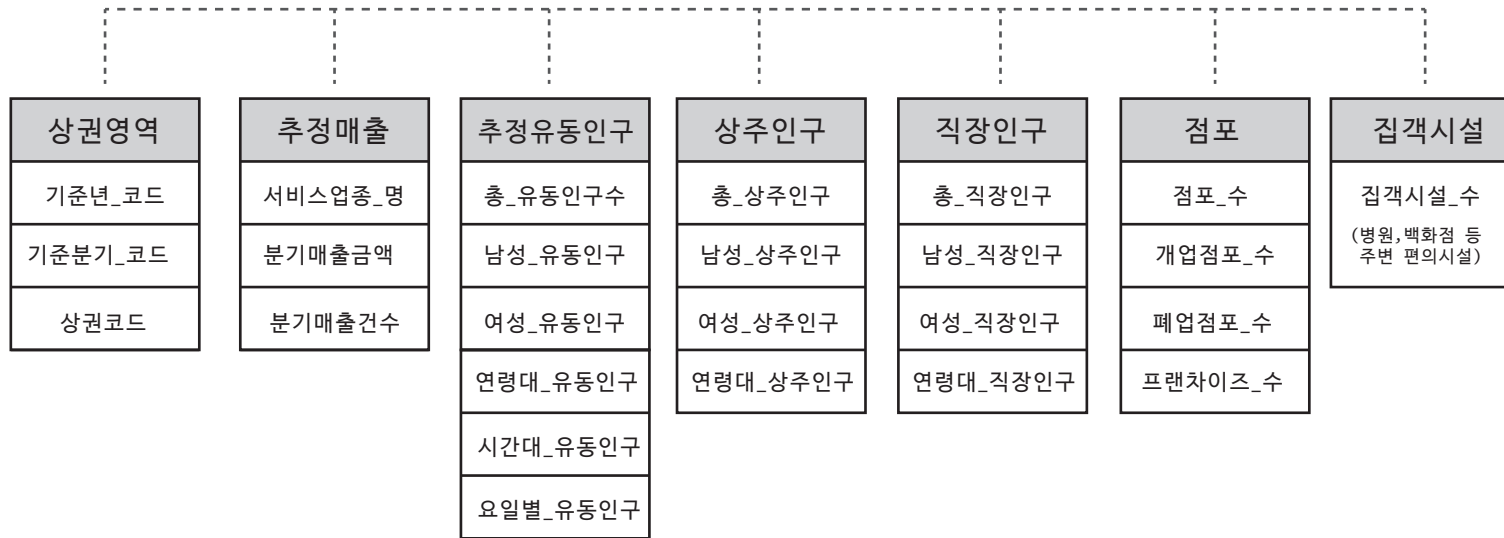 상권영역
기준년_코드
기준분기_코드
상권코드
추정매출
서비스업종_명
분기매출금액
분기매출건수
추정유동인구
총_유동인구수
남성_유동인구
여성_유동인구
연령대_유동인구
시간대_유동인구
요일별_유동인구
상주인구
총_상주인구
남성_상주인구
여성_상주인구
연령대_상주인구
직장인구
총_직장인구
남성_직장인구
여성_직장인구
연령대_직장인구
점포
점포_수
개업점포_수
폐업점포_수
프랜차이즈_수
집객시설
집객시설_수
(병원,백화점 등
주변 편의시설)